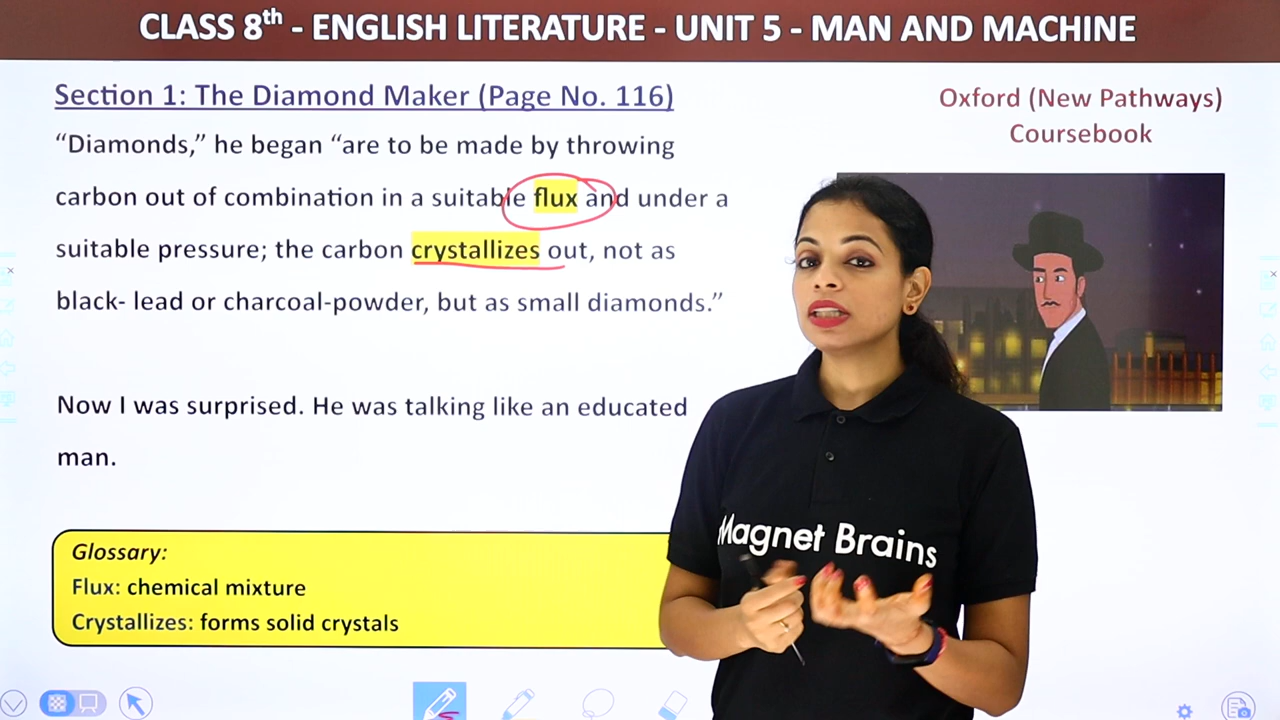 CLASS 8th - ENGLISH LITERATURE - UNIT 5 - MAN AND MACHINE
Section 1: The Diamond Maker (Page No. 116)
Oxford (New Pathways)
Coursebook
“Diamonds,” he began “are to be made by throwing
carbon out of combination in a suitable flux and under a
suitable pressure; the carbon crystallizes out, not as
black- lead or charcoal-powder, but as small diamonds.”
Now I was surprised. He was talking like an educated
man.
Glossary:
Flux: chemical mixture
Crystallizes: forms solid crystals
Magnet Brains